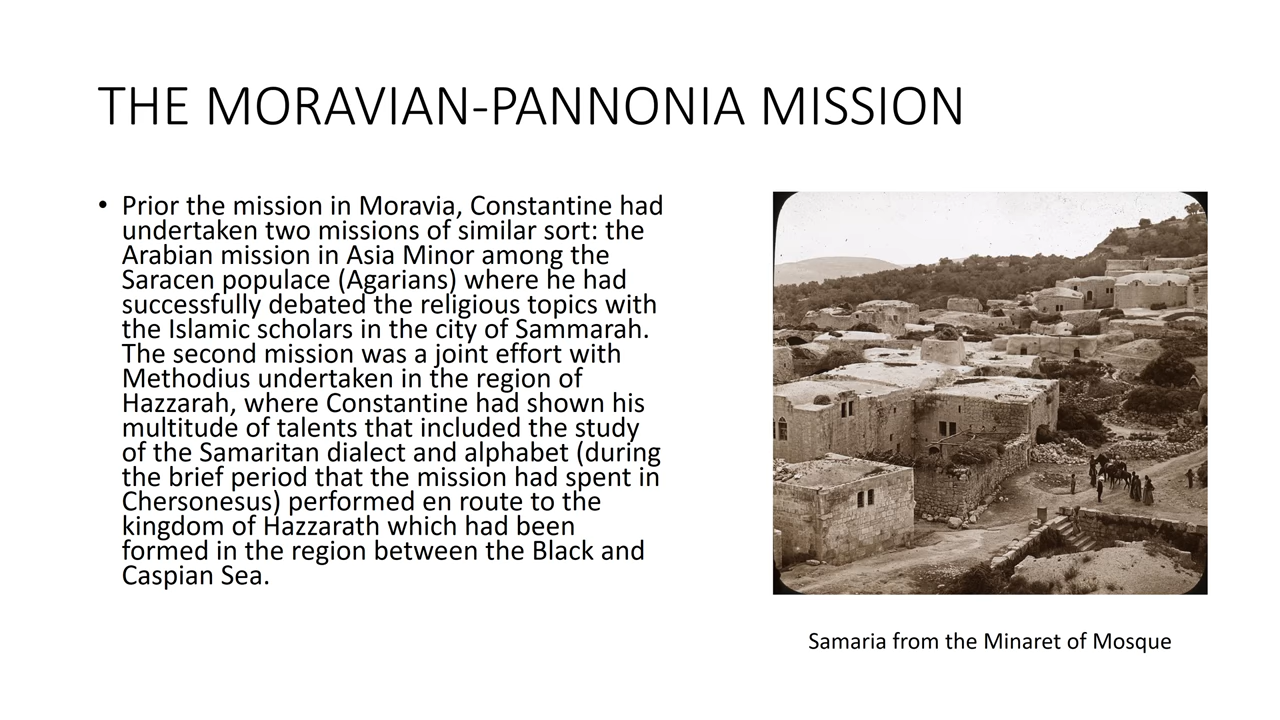 THE MORAVIAN-PANNONIA MISSION
• Prior the mission in Moravia, Constantine had
undertaken two missions of similar sort: the
Arabian mission in Asia Minor among the
Saracen populace (Agarians) where he had
successfully debated the religious topics with
the Islamic scholars in the city of Sammarah.
The second mission was a joint effort with
Methodius undertaken in the region of
Hazzarah, where Constantine had shown his
multitude of talents that included the study
of the Samaritan dialect and alphabet (during
the brief period that the mission had spent in
Chersonesus) performed en route to the
kingdom of Hazzarath which had been
formed in the region between the Black and
Caspian Sea.
Samaria from the Minaret of Mosque